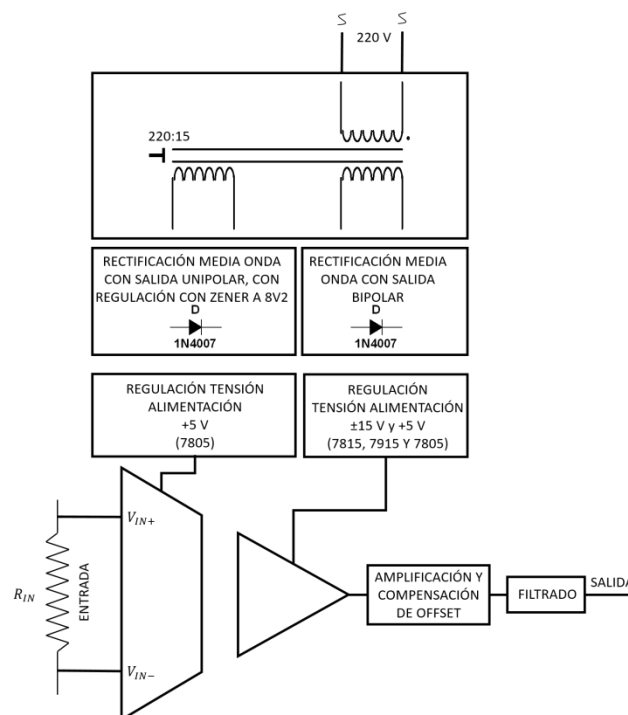 220 V
220:15
RECTIFICACIÓN MEDIA ONDA
CON SALIDA UNIPOLAR, CON
REGULACIÓN CON ZENER A 8V2
D
1N4007
RECTIFICACIÓN MEDIA
ONDA CON SALIDA
BIPOLAR
D
1N4007
REGULACIÓN TENSIÓN
ALIMENTACIÓN
+5 V
(7805)
REGULACIÓN
TENSIÓN ALIMENTACIÓN
±15 V y +5 V
(7815, 7915 Y 7805)
V_{IN+}
R_{IN}
ENTRADA
V_{IN-}
AMPLIFICACIÓN Y
COMPENSACIÓN
DE OFFSET
FILTRADO
SALIDA